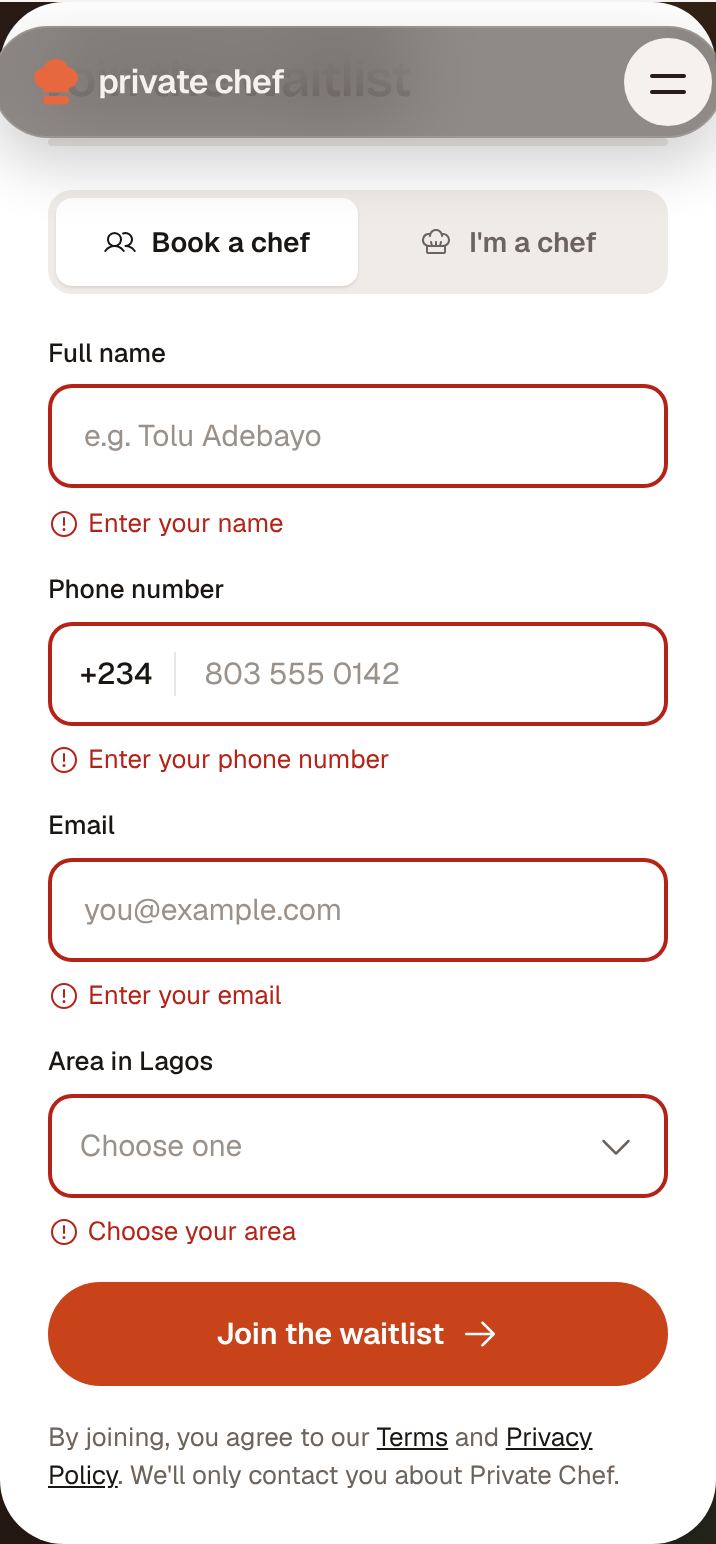 Join the waitlist
private chef
Book a chef
I'm a chef
Full name
e.g. Tolu Adebayo
Enter your name
Phone number
+234 803 555 0142
Enter your phone number
Email
you@example.com
Enter your email
Area in Lagos
Choose one
Choose your area
Join the waitlist
By joining, you agree to our Terms and Privacy
Policy. We'll only contact you about Private Chef.